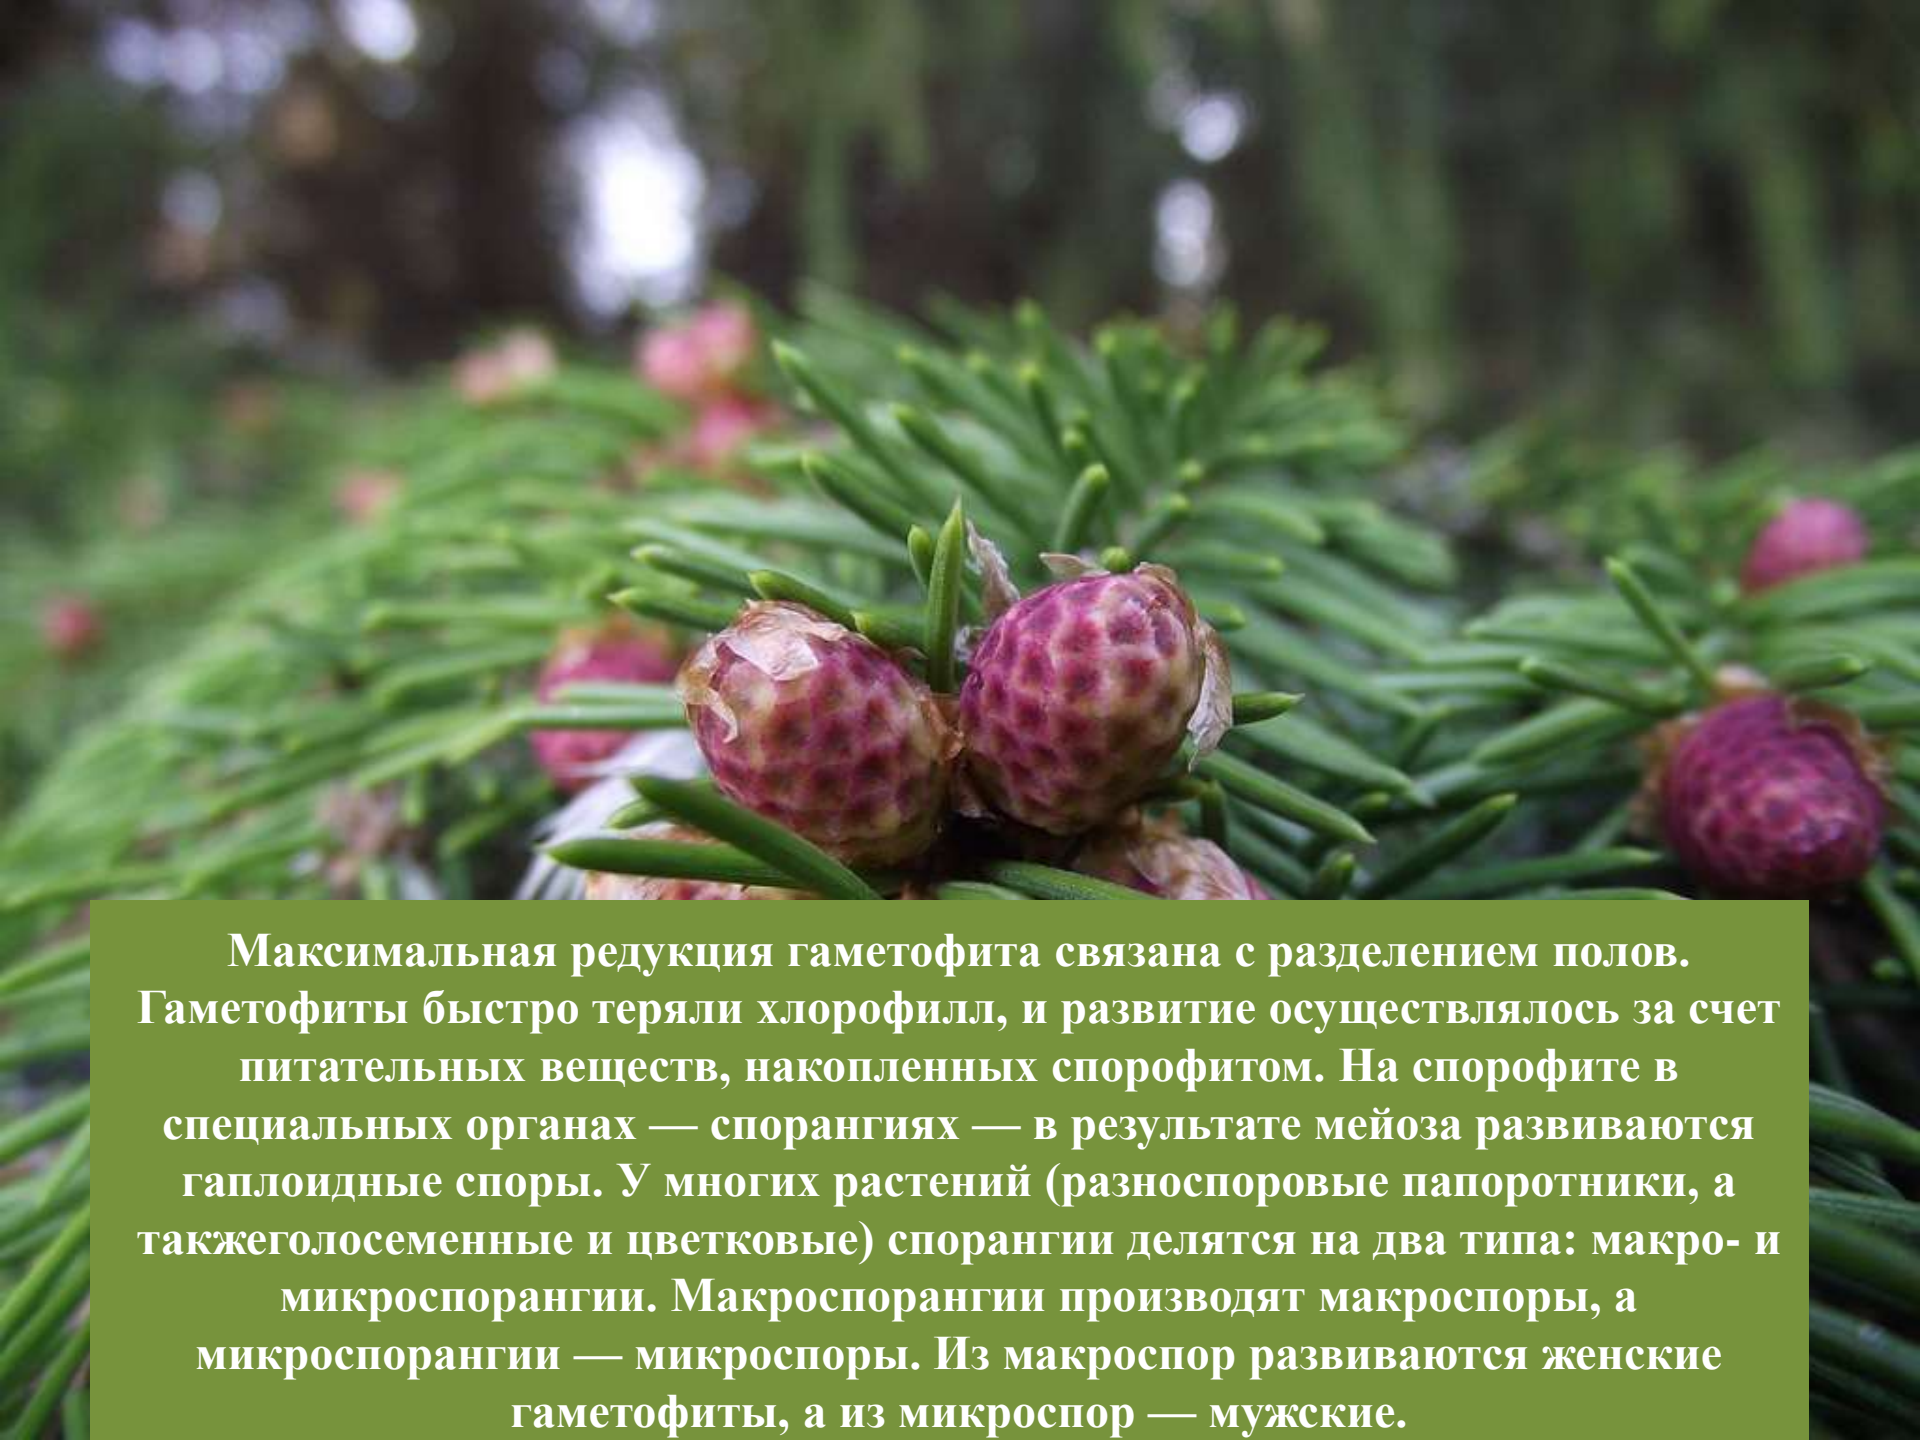 Максимальная редукция гаметофита связана с разделением полов.
Гаметофиты быстро теряли хлорофилл, и развитие осуществлялось за счет
питательных веществ, накопленных спорофитом. На спорофите в
специальных органах — спорангиях — в результате мейоза развиваются
гаплоидные споры. У многих растений (разноспоровые папоротники, а
такжеголосеменные и цветковые) спорангии делятся на два типа: макро- и
микроспорангии. Макроспорангии производят макроспоры, а
микроспорангии — микроспоры. Из макроспор развиваются женские
гаметофиты, а из микроспор — мужские.